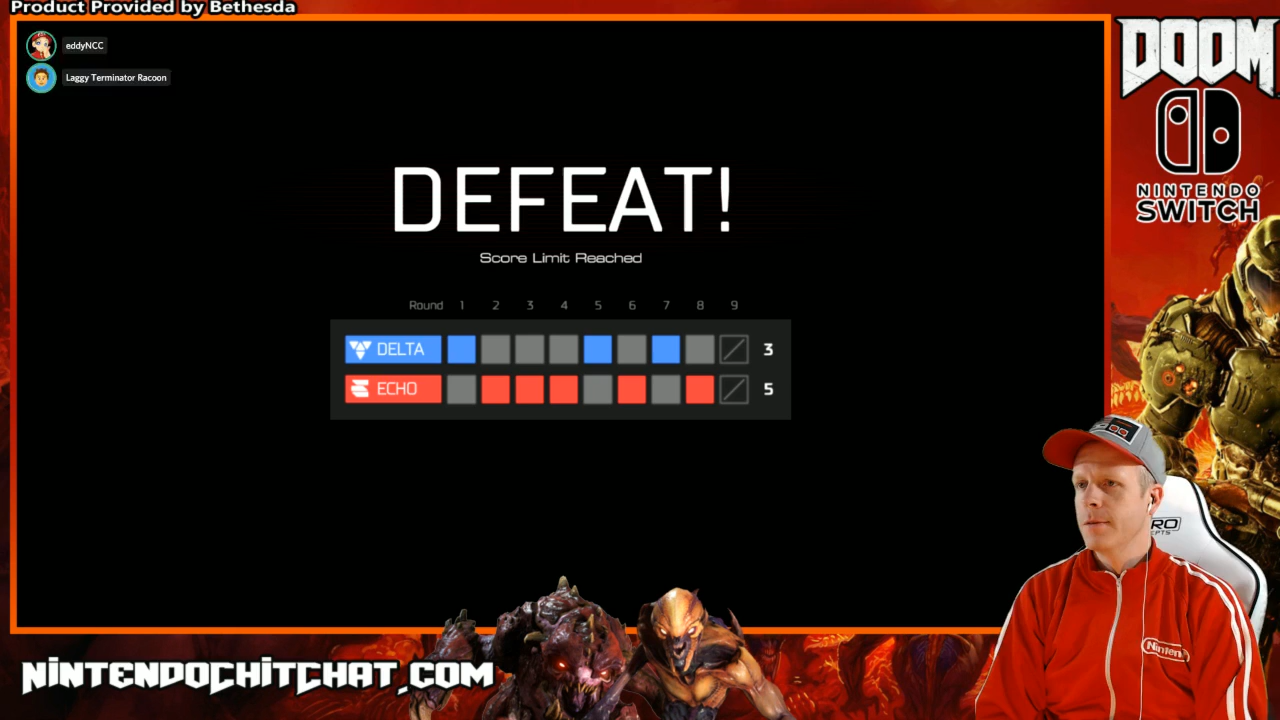 Product Provided by Bethesda
eddyNCC
Laggy Terminator Racoon
DOOM
NINTENDO
SWITCH
DEFEAT!
Score Limit Reached
Round 1 2 3 4 5 6 7 8 9
DELTA 3
ECHO 5
NINTENDOCHITCHAT.COM